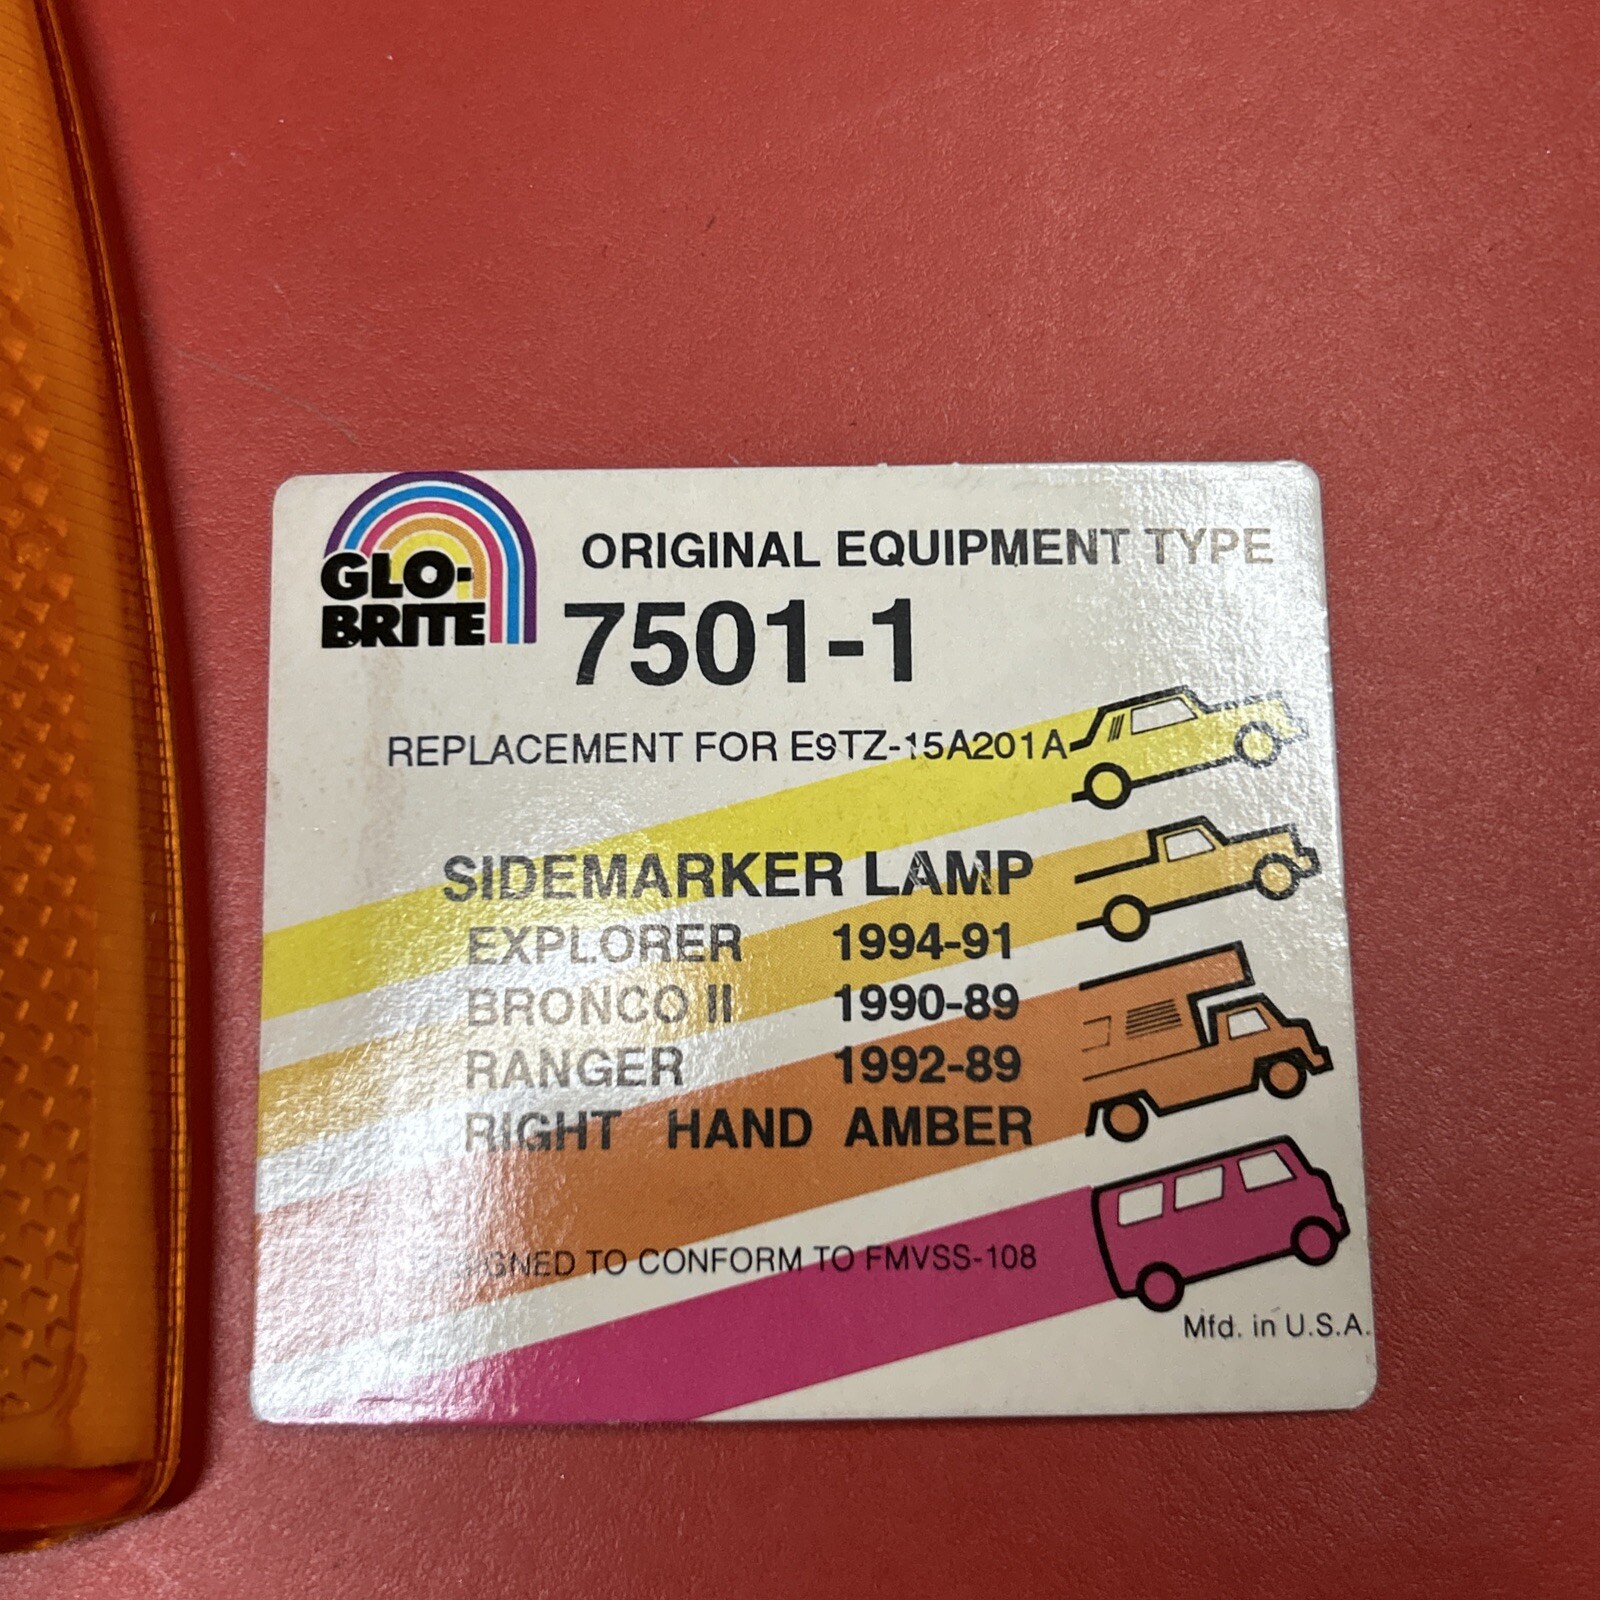 GLO-
BRITE
ORIGINAL EQUIPMENT TYPE
7501-1
REPLACEMENT FOR E9TZ-15A201A
SIDEMARKER LAMP
EXPLORER 1994-91
BRONCO II 1990-89
RANGER 1992-89
RIGHT HAND AMBER
TO CONFORM TO FMVSS-108
Mfd. in U.S.A.